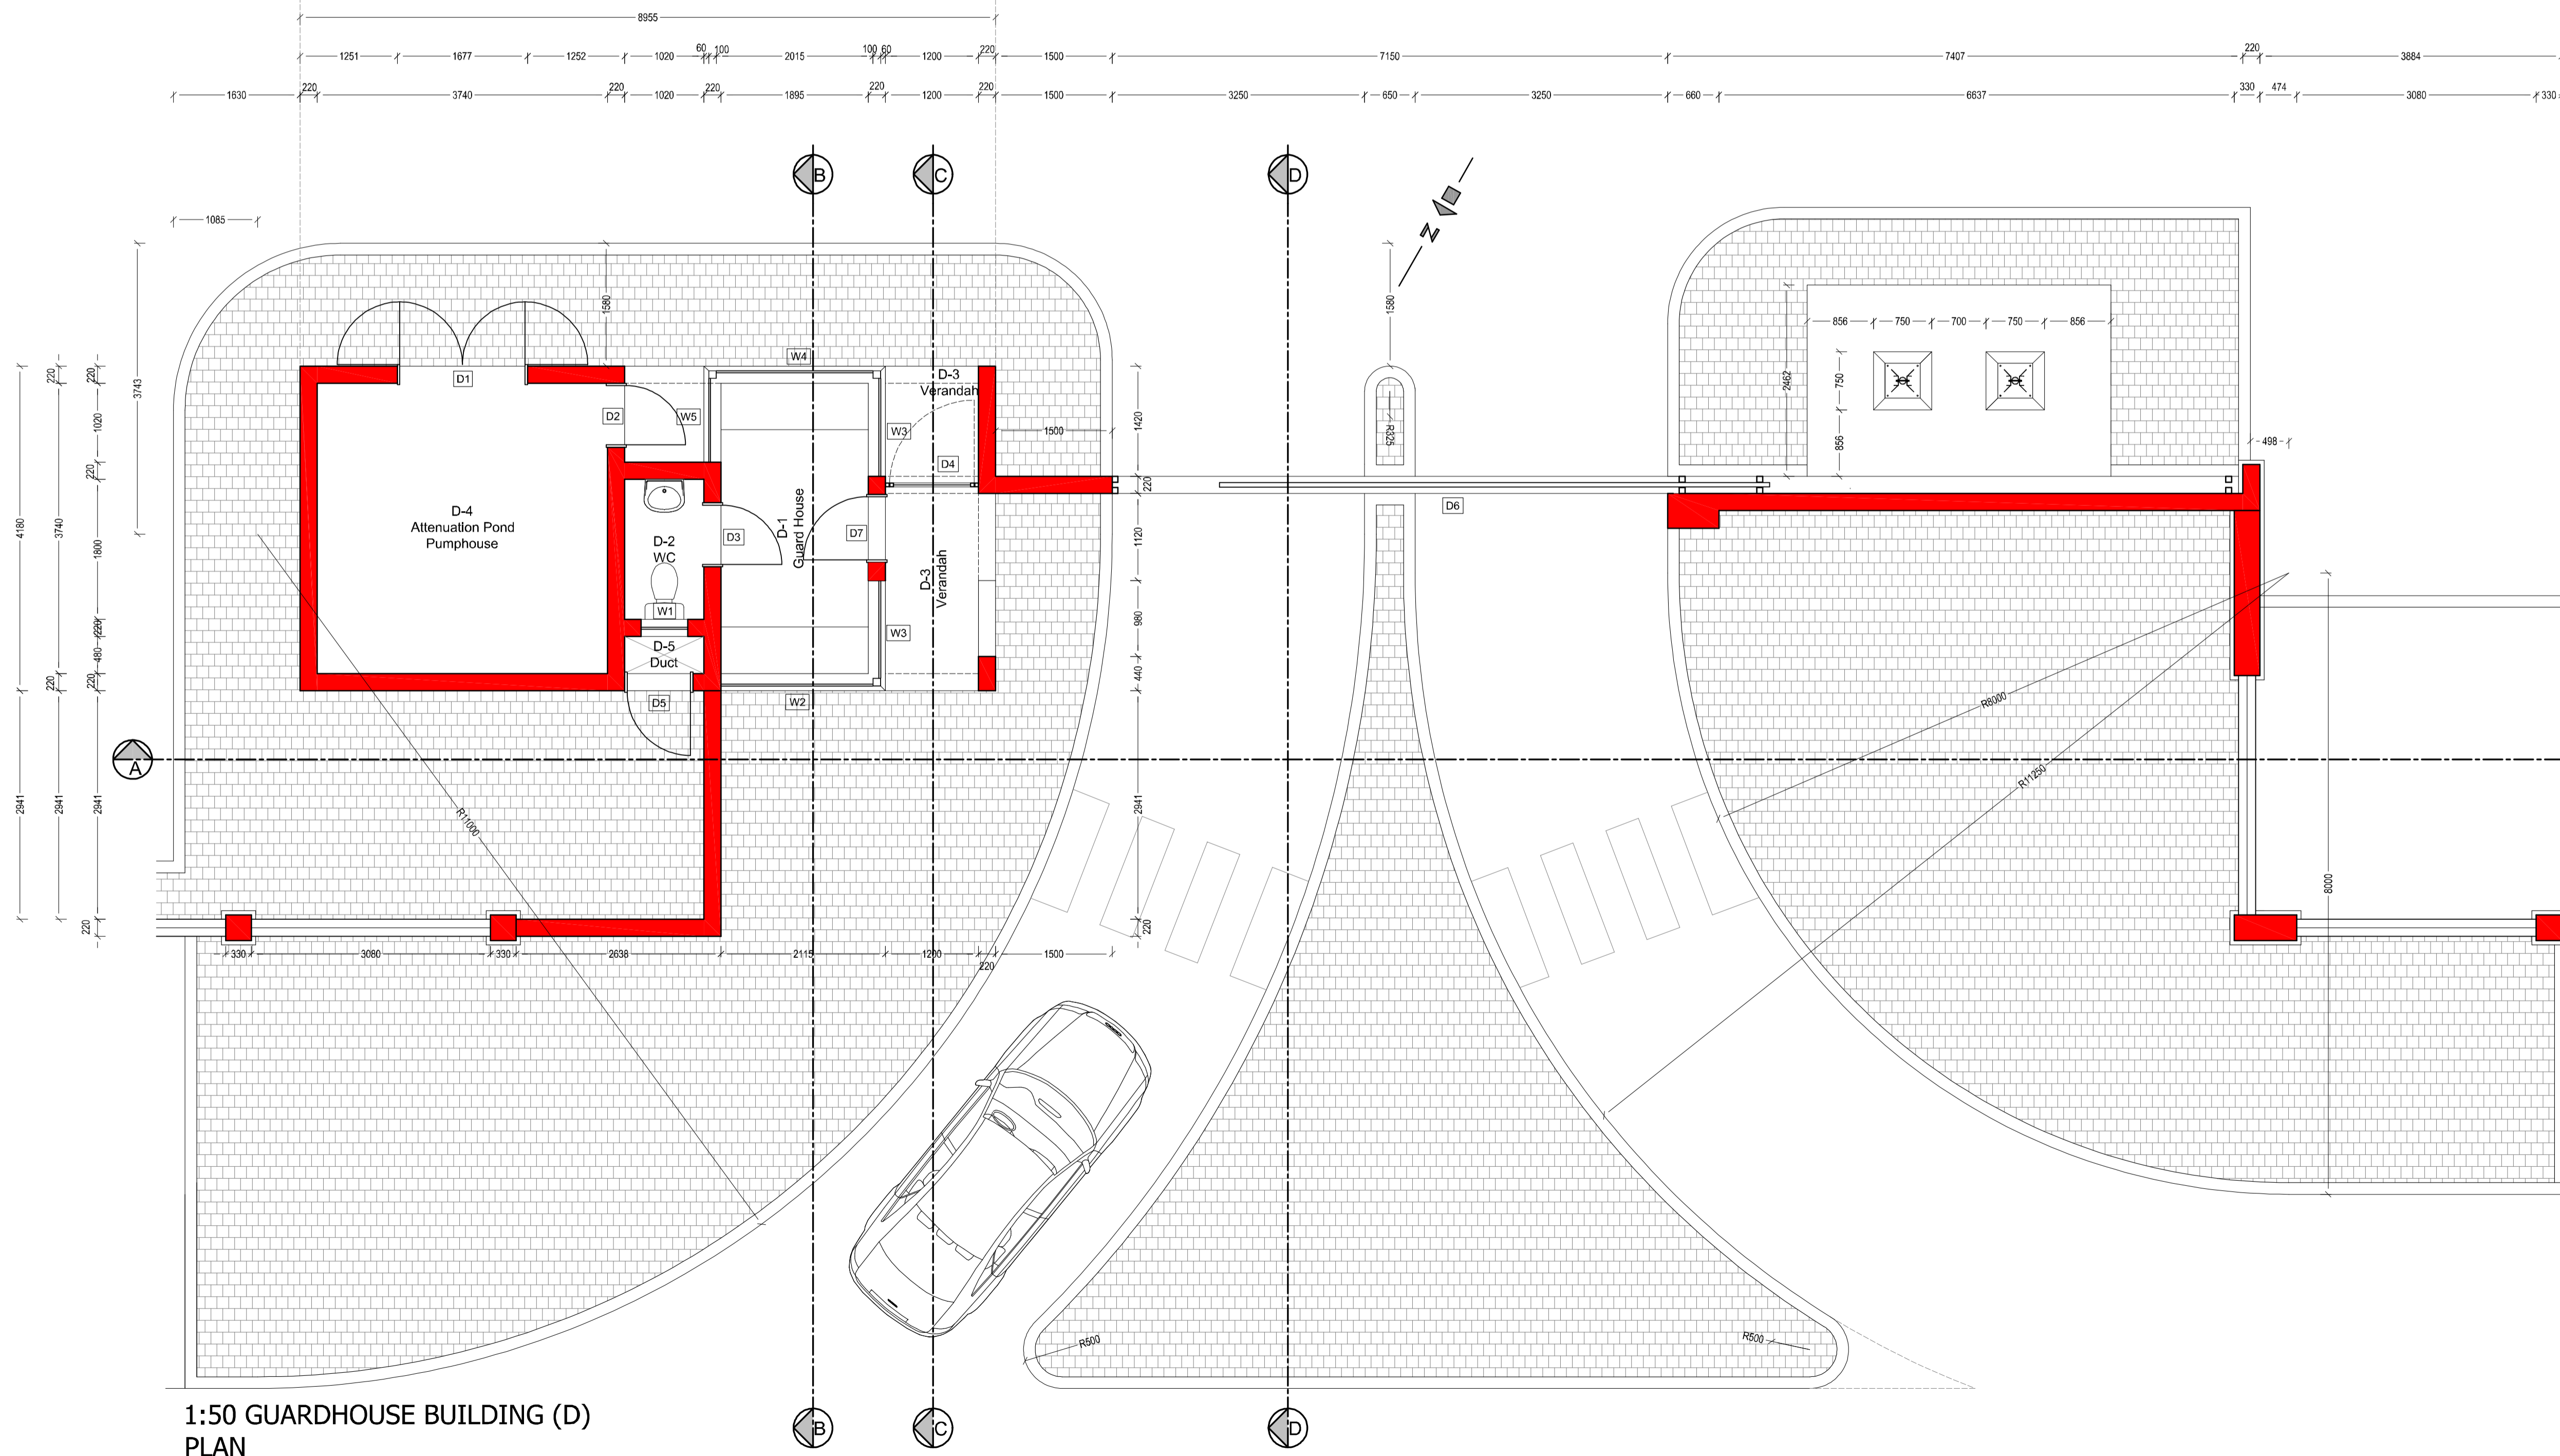 8955
1251 1677 1252 1020 60 100 2015 100 60 1200 220 1500 7150 7407 220 3884
1630 220 3740 220 1020 220 1895 220 1200 220 1500 3250 650 3250 660 6637 330 474 3080 330
B C D
N
1085
3743
1580
1580
W4
D1
D-3
Verandah
D2
W5
W3
D4
1500
R325
2462
856 750 700 750 856
750
856
498
220
1020
220
1800
220
480
220
2941
220
220
3740
220
2941
4180
2941
1420
220
1120
980
440
2941
220
D-4
Attenuation Pond
Pumphouse
D-2
WC
W1
D3
D-1
Guard House
D7
D-3
Verandah
D6
W3
D-5
Duct
D5
W2
A
R8000
R11250
R11000
8000
330 3080 330 2638 2115 1200 220 1500
R500
R500
1:50 GUARDHOUSE BUILDING (D)
PLAN
B C D